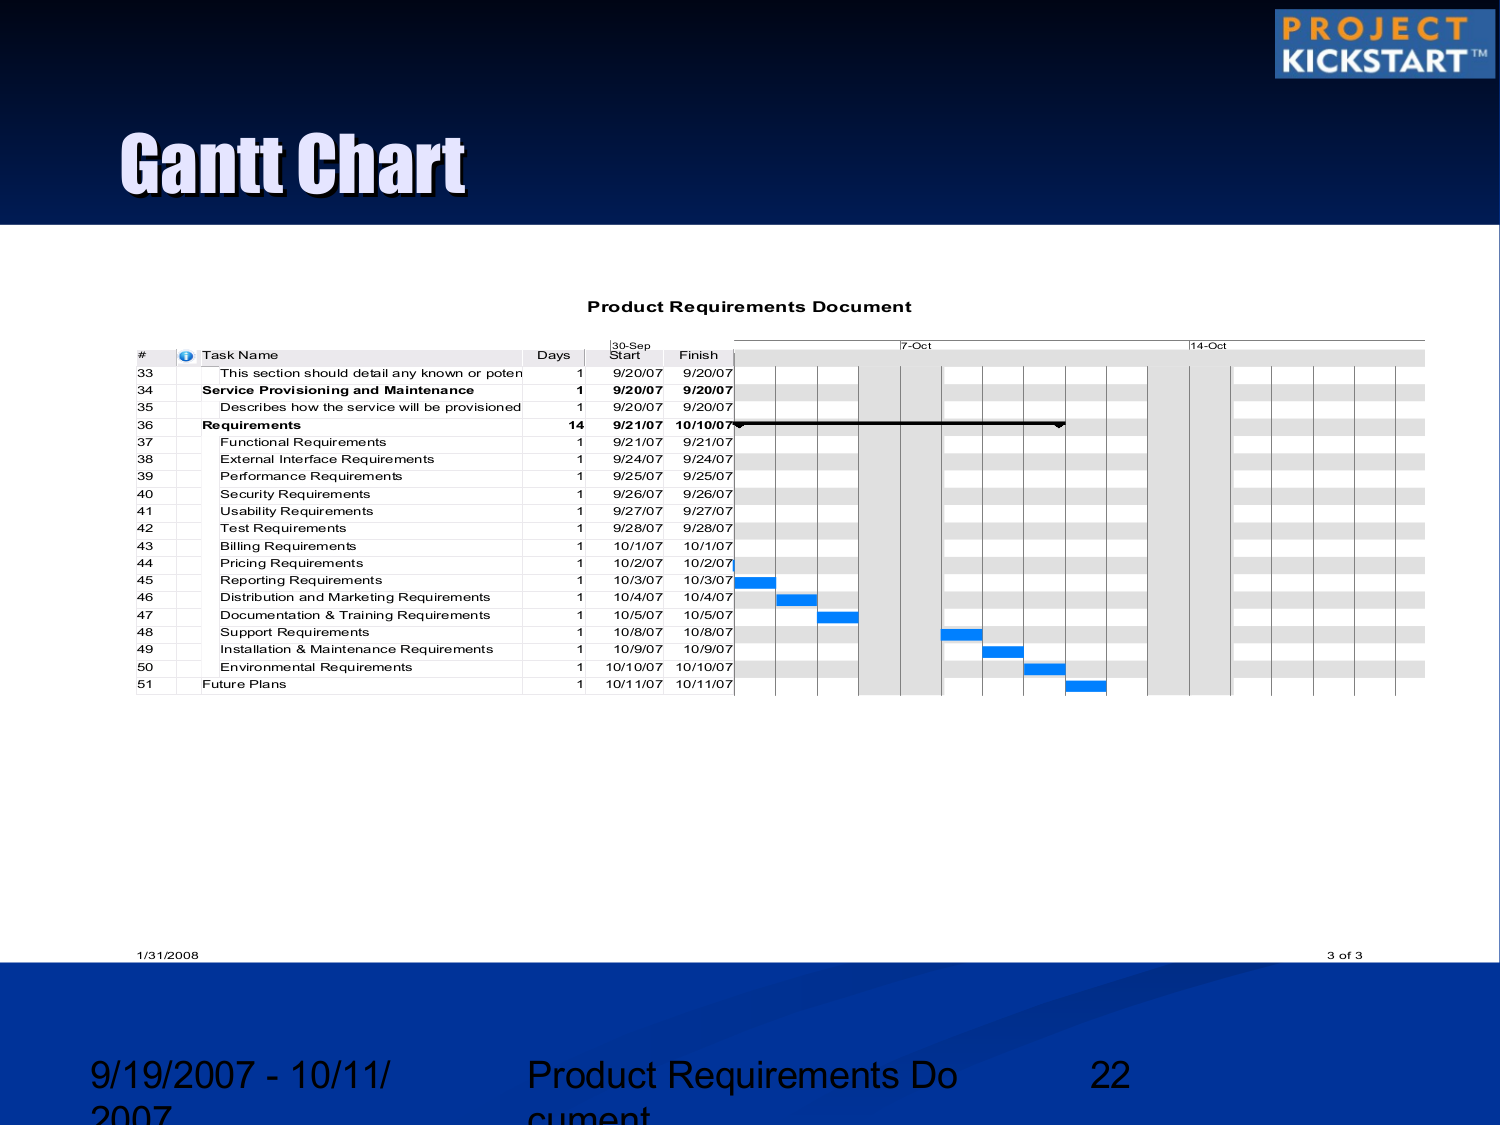 PROJECT
KICKSTART™
Gantt Chart
Product Requirements Document
30-Sep 7-Oct 14-Oct
# Task Name Days Start Finish
33 This section should detail any known or poten 1 9/20/07 9/20/07
34 Service Provisioning and Maintenance 1 9/20/07 9/20/07
35 Describes how the service will be provisioned 1 9/20/07 9/20/07
36 Requirements 14 9/21/07 10/10/07
37 Functional Requirements 1 9/21/07 9/21/07
38 External Interface Requirements 1 9/24/07 9/24/07
39 Performance Requirements 1 9/25/07 9/25/07
40 Security Requirements 1 9/26/07 9/26/07
41 Usability Requirements 1 9/27/07 9/27/07
42 Test Requirements 1 9/28/07 9/28/07
43 Billing Requirements 1 10/1/07 10/1/07
44 Pricing Requirements 1 10/2/07 10/2/07
45 Reporting Requirements 1 10/3/07 10/3/07
46 Distribution and Marketing Requirements 1 10/4/07 10/4/07
47 Documentation & Training Requirements 1 10/5/07 10/5/07
48 Support Requirements 1 10/8/07 10/8/07
49 Installation & Maintenance Requirements 1 10/9/07 10/9/07
50 Environmental Requirements 1 10/10/07 10/10/07
51 Future Plans 1 10/11/07 10/11/07
1/31/2008 3 of 3
9/19/2007 - 10/11/
2007
Product Requirements Do
cument
22